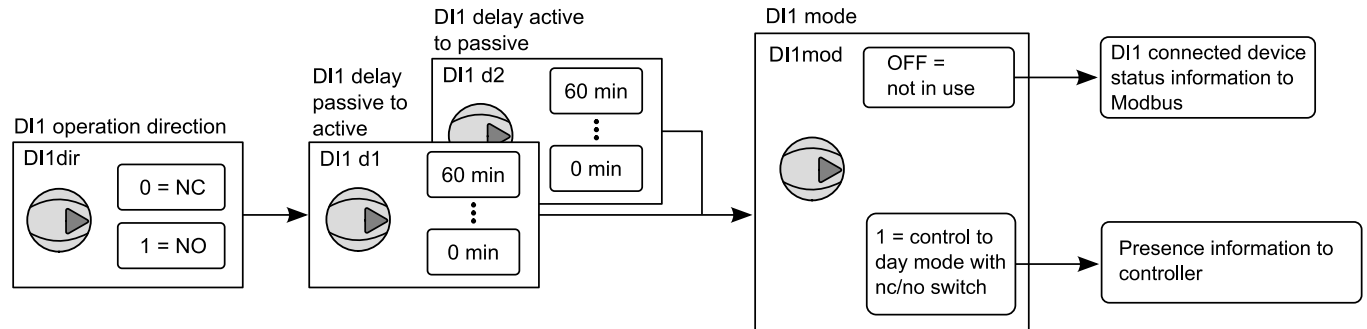 DI1 operation direction
DI1dir
0 = NC
1 = NO
DI1 delay
passive to
active
DI1 d1
60 min
0 min
DI1 delay active
to passive
DI1 d2
60 min
0 min
DI1 mode
DI1mod
OFF =
not in use
1 = control to
day mode with
nc/no switch
DI1 connected device
status information to
Modbus
Presence information to
controller